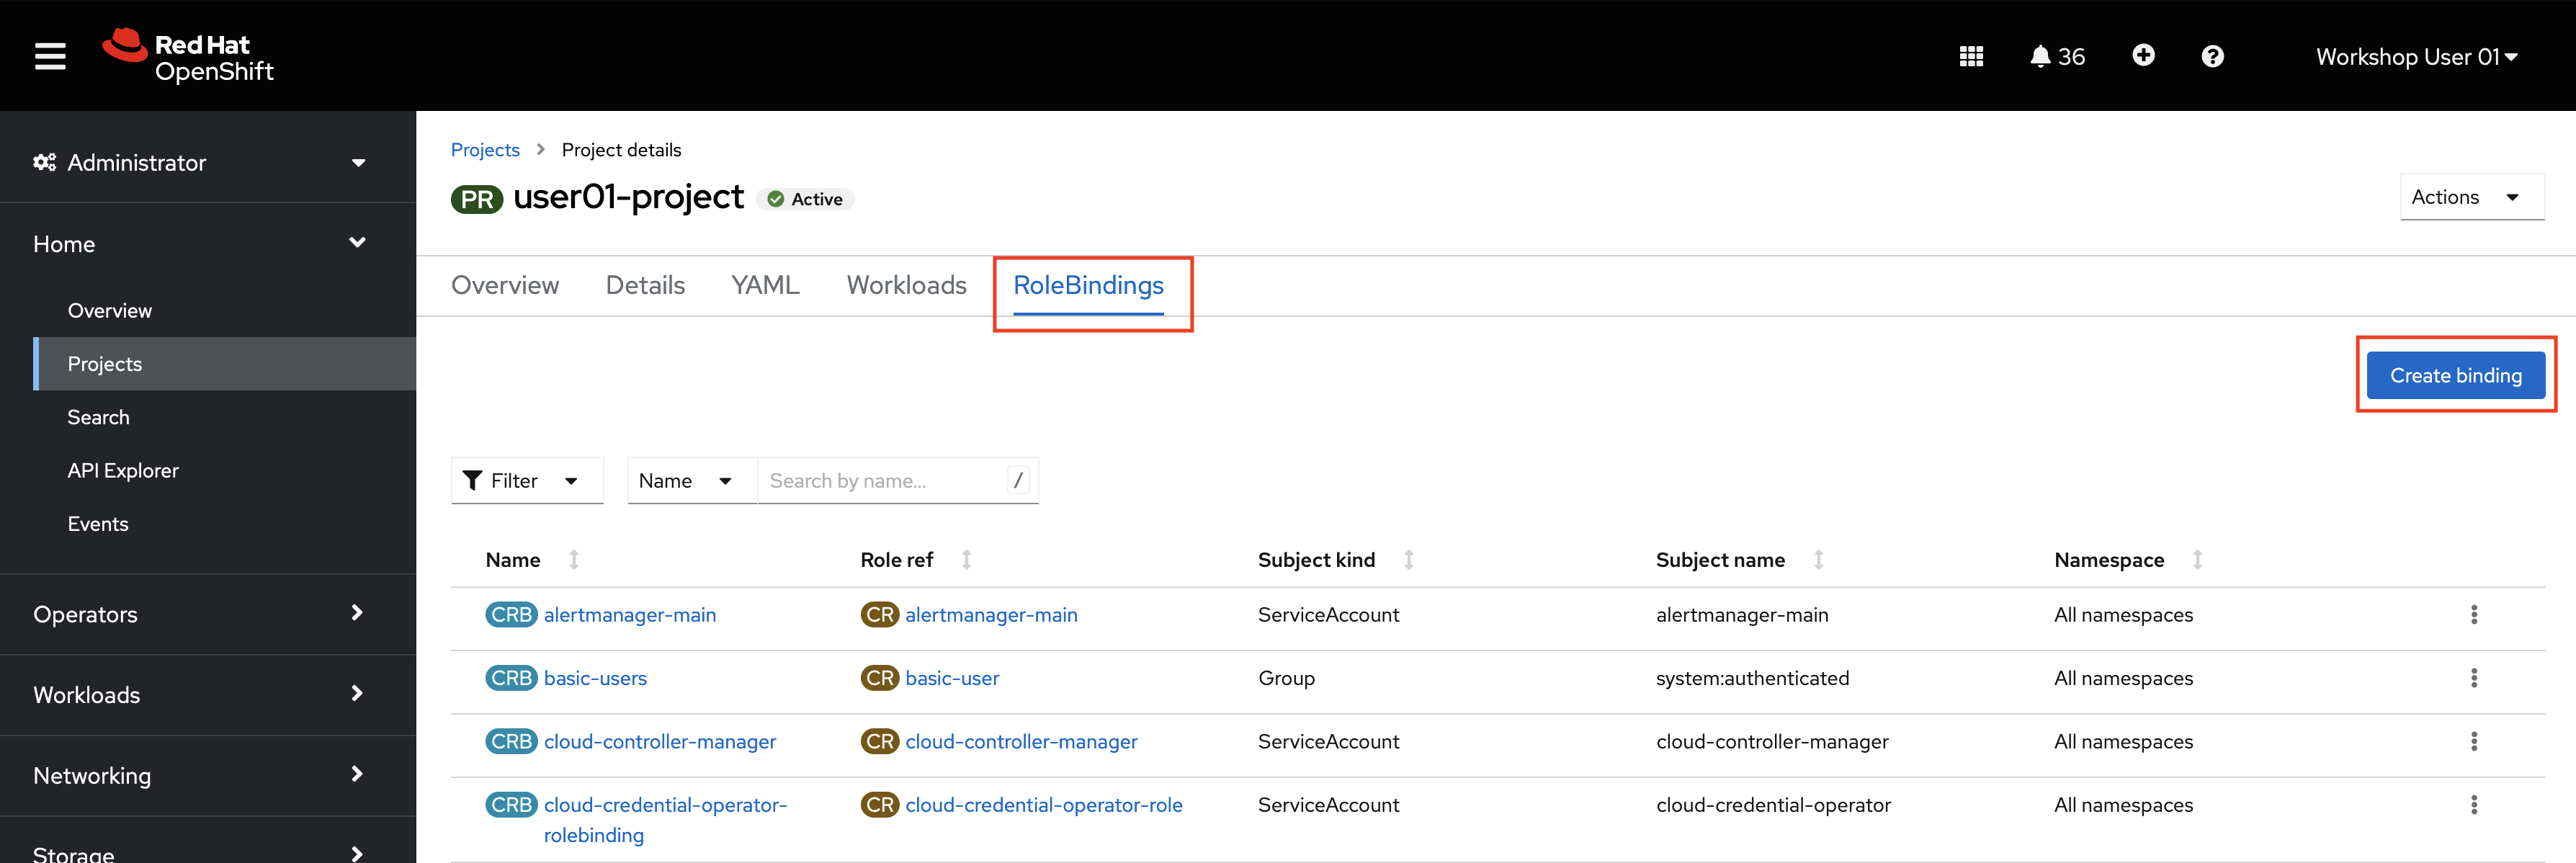 Red Hat
OpenShift
36
Workshop User 01
Administrator
Home
Overview
Projects
Search
API Explorer
Events
Operators
Workloads
Networking
Storage
Projects > Project details
PR user01-project Active
Actions
Overview Details YAML Workloads RoleBindings
Create binding
Filter Name Search by name... /
Name Role ref Subject kind Subject name Namespace
CRB alertmanager-main CR alertmanager-main ServiceAccount alertmanager-main All namespaces
CRB basic-users CR basic-user Group system:authenticated All namespaces
CRB cloud-controller-manager CR cloud-controller-manager ServiceAccount cloud-controller-manager All namespaces
CRB cloud-credential-operator- CR cloud-credential-operator-role ServiceAccount cloud-credential-operator All namespaces
rolebinding